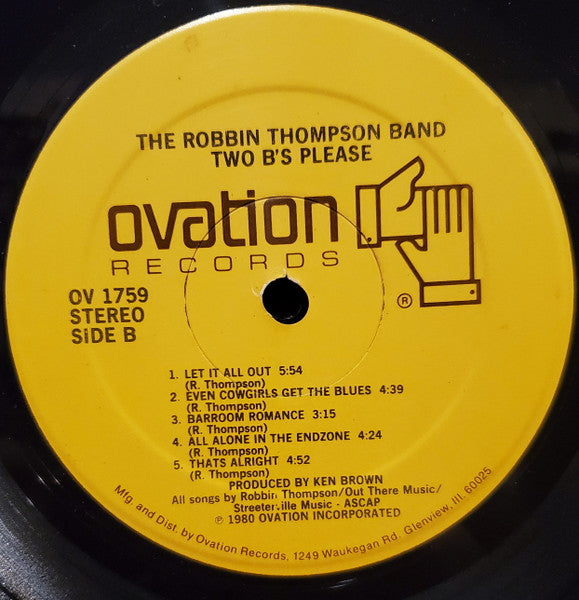 THE ROBBIN THOMPSON BAND
TWO B'S PLEASE
ovation
RECORDS
®
OV 1759
STEREO
SIDE B
1. LET IT ALL OUT 5:54
(R. Thompson)
2. EVEN COWGIRLS GET THE BLUES 4:39
(R. Thompson)
3. BARROOM ROMANCE 3:15
(R. Thompson)
4. ALL ALONE IN THE ENDZONE 4:24
(R. Thompson)
5. THATS ALRIGHT 4:52
(R. Thompson)
PRODUCED BY KEN BROWN
All songs by Robbin Thompson/Out There Music/
Streeterville Music - ASCAP
℗ 1980 OVATION INCORPORATED
Mfg. and Dist. by Ovation Records, 1249 Waukegan Rd. Glenview, Ill. 60025